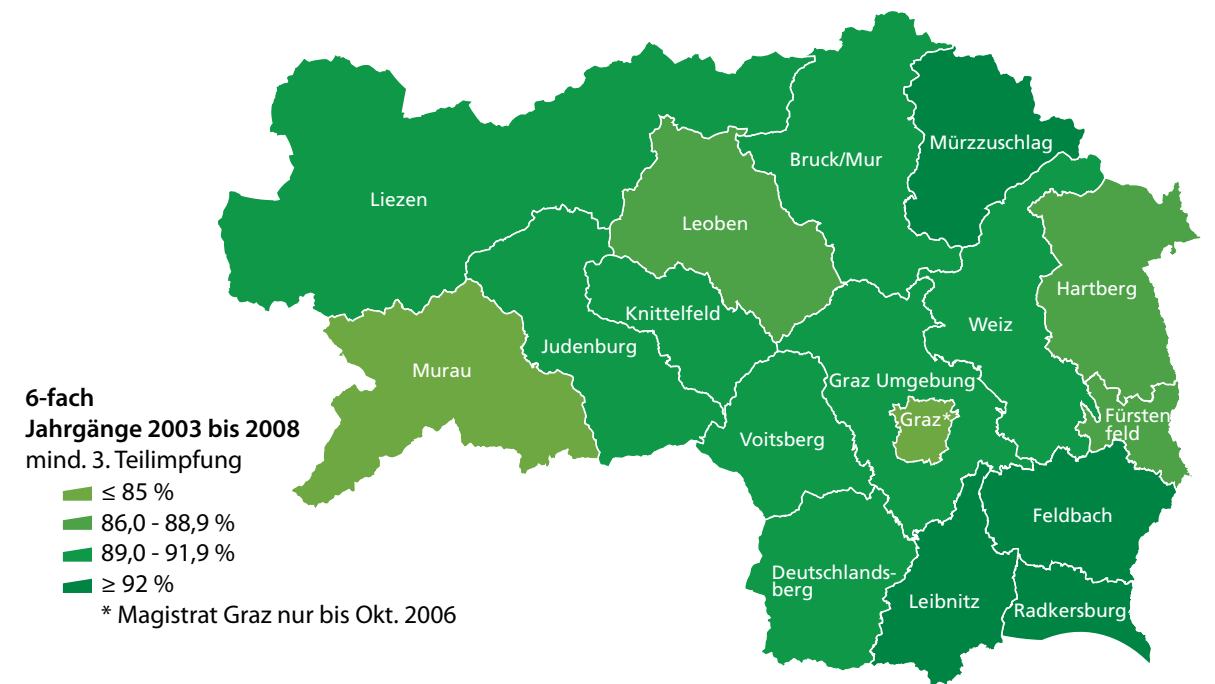 Mürzzuschlag
Bruck/Mur
Liezen
Leoben
Hartberg
Knittelfeld
Weiz
Judenburg
Murau
Graz Umgebung
Graz*
Fürsten
feld
Voitsberg
Feldbach
Deutschlands-
berg
Leibnitz
Radkersburg
6-fach
Jahrgänge 2003 bis 2008
mind. 3. Teilimpfung
≤ 85 %
86,0 - 88,9 %
89,0 - 91,9 %
≥ 92 %
* Magistrat Graz nur bis Okt. 2006